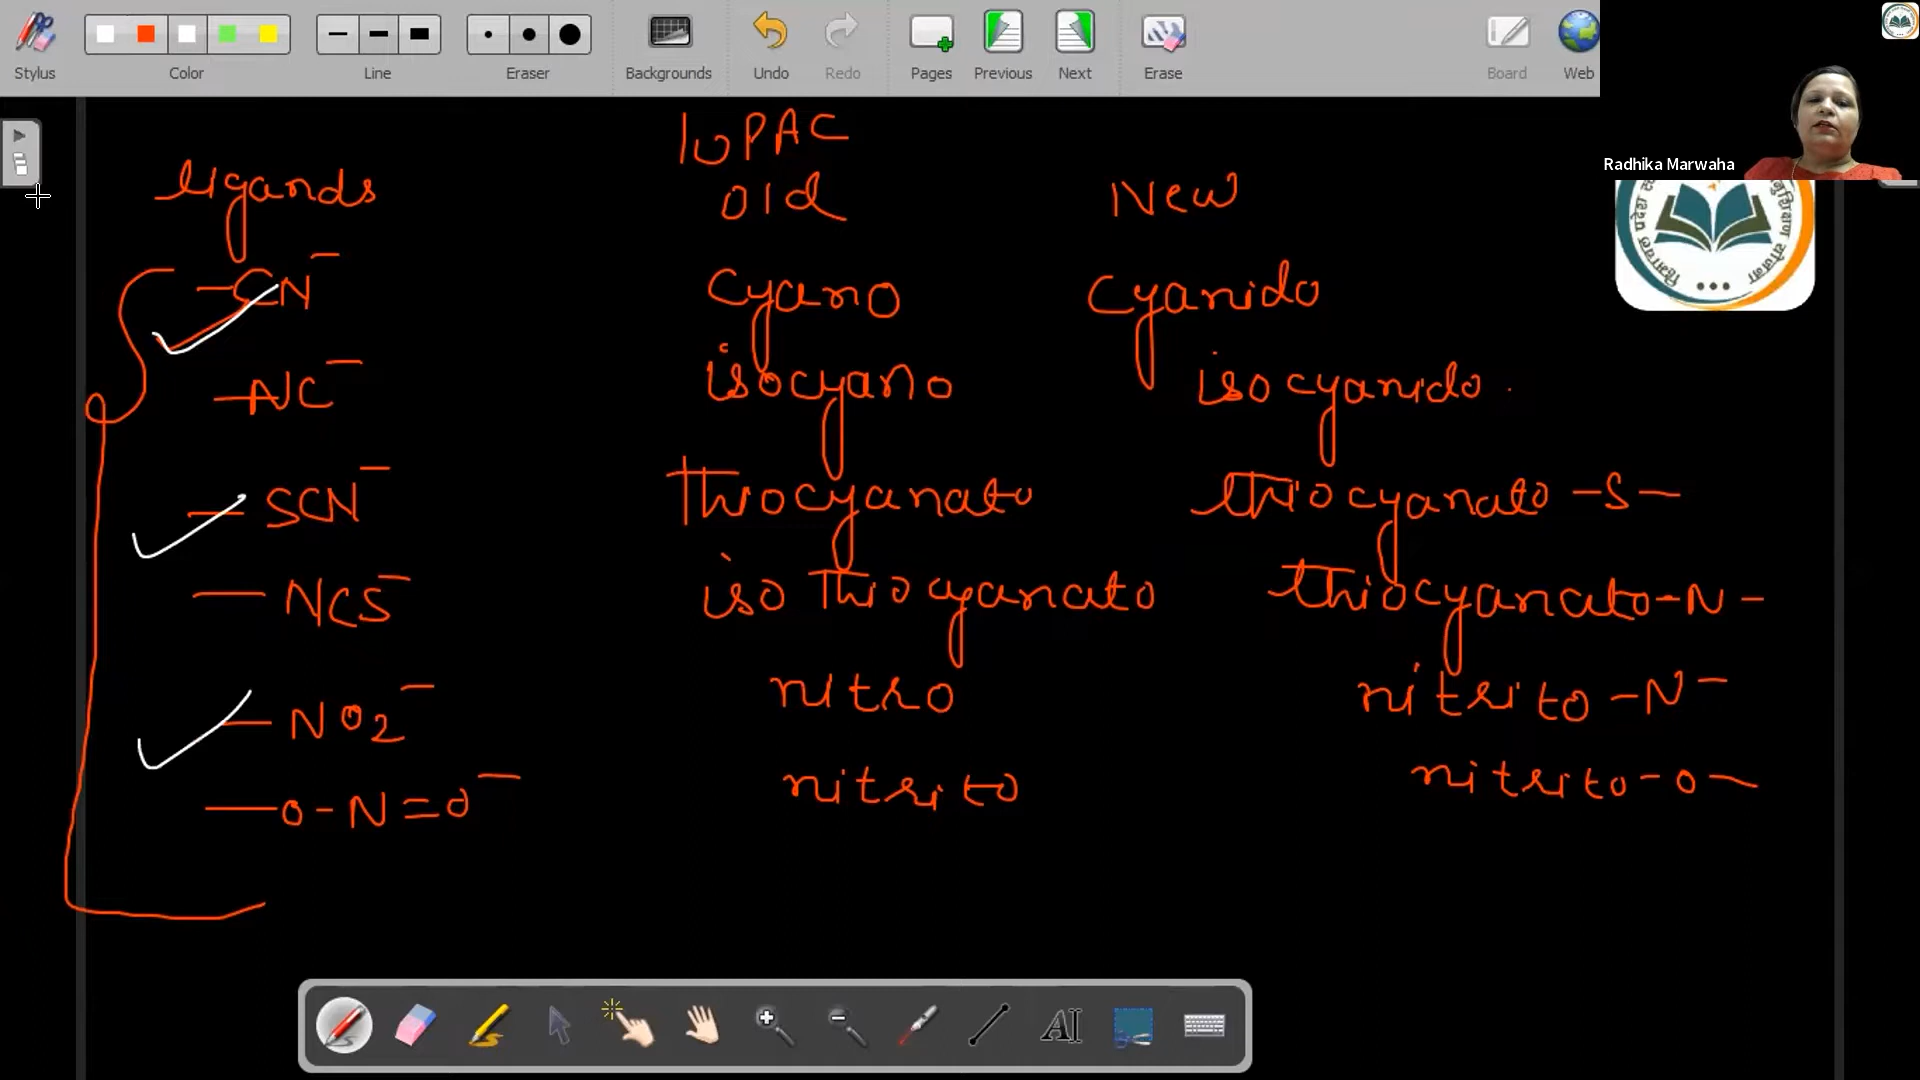 Stylus Color Line Eraser Backgrounds Undo Redo Pages Previous Next Erase Board Web
Radhika Marwaha
IUPAC
ligands old New
-CN⁻ Cyano Cyanido
-NC⁻ isocyano isocyanido
- SCN⁻ Thiocyanato thiocyanato -S-
- NCS⁻ iso Thiocyanato thiocyanato-N-
- NO2⁻ nitro nitrito -N-
-O-N=O⁻ nitrito nitrito-O-
AI